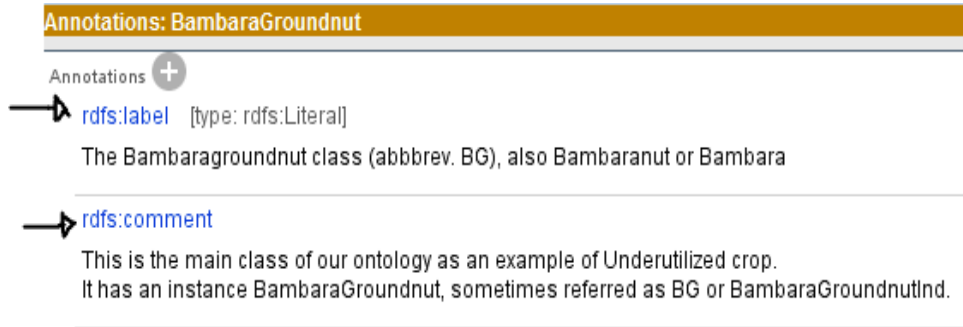 Annotations: BambaraGroundnut
Annotations
rdfs:label [type: rdfs:Literal]
The Bambaragroundnut class (abbbrev. BG), also Bambaranut or Bambara
rdfs:comment
This is the main class of our ontology as an example of Underutilized crop.
It has an instance BambaraGroundnut, sometimes referred as BG or BambaraGroundnutInd.